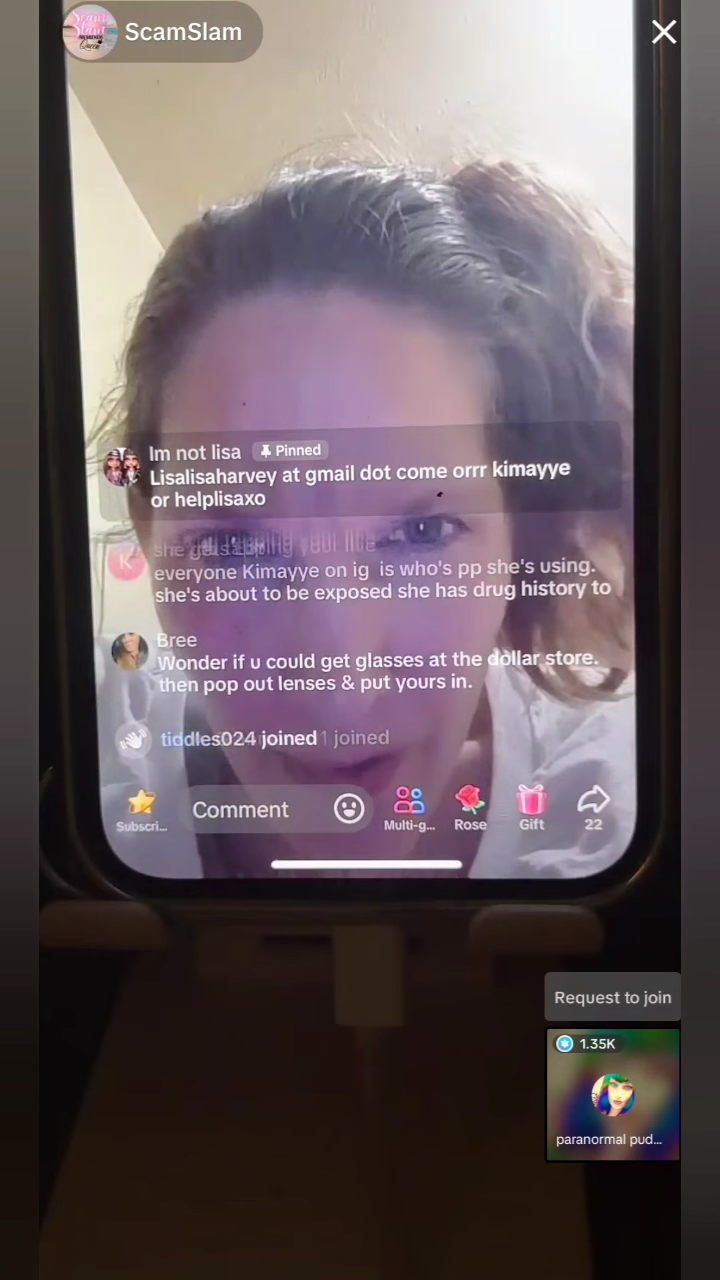 ScamSlam
Im not lisa Pinned
Lisalisaharvey at gmail dot come orrr kimayye
or helplisaxo
K
she gets
everyone Kimayye on ig is who's pp she's using.
she's about to be exposed she has drug history to
Bree
Wonder if u could get glasses at the dollar store.
then pop out lenses & put yours in.
tiddles024 joined 1 joined
Subscri...
Comment
Multi-g...
Rose
Gift
22
Request to join
1.35K
paranormal pud...